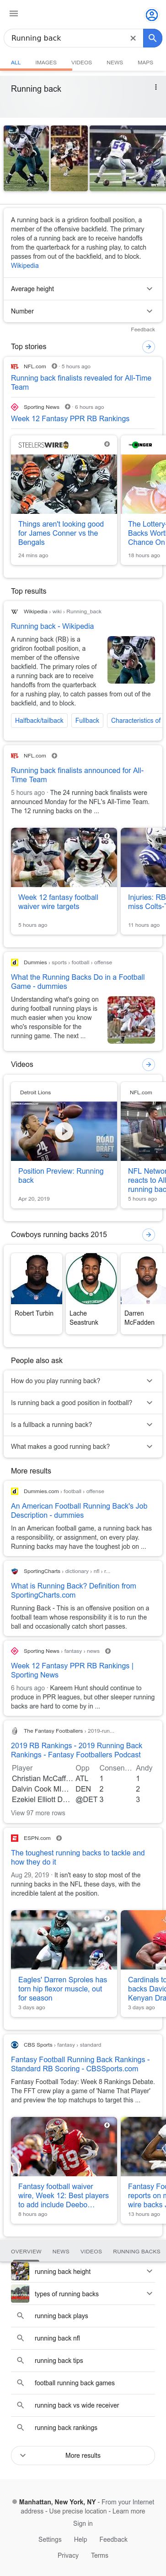 Running back
ALL IMAGES VIDEOS NEWS MAPS
Running back
A running back is a gridiron football position, a
member of the offensive backfield. The primary
roles of a running back are to receive handoffs
from the quarterback for a rushing play, to catch
passes from out of the backfield, and to block.
Wikipedia
Average height
Number
Feedback
Top stories
NFL.com · 5 hours ago
Running back finalists revealed for All-Time
Team
Sporting News · 6 hours ago
Week 12 Fantasy PPR RB Rankings
STEELERSWIRE
Things aren't looking good
for James Conner vs the
Bengals
24 mins ago
The Lottery
Backs Wort
Chance On
18 hours ago
Top results
Wikipedia › wiki › Running_back
Running back - Wikipedia
A running back (RB) is a
gridiron football position, a
member of the offensive
backfield. The primary roles of
a running back are to receive
handoffs from the quarterback
for a rushing play, to catch passes from out of the
backfield, and to block.
Halfback/tailback Fullback Characteristics of
NFL.com
Running back finalists announced for All-
Time Team
5 hours ago · The 24 running back finalists were
announced Monday for the NFL's All-Time Team.
The 12 running backs are ...
Week 12 fantasy football
waiver wire targets
5 hours ago
Injuries: RB
miss Colts-
11 hours ago
Dummies › sports › football › offense
What the Running Backs Do in a Football
Game - dummies
Understanding what's going on
during football running plays is
much easier when you know
who's responsible for the
running game. The next ...
Videos
Detroit Lions
Position Preview: Running
back
Apr 20, 2019
NFL.com
NFL Networ
reacts to All
running bac
5 hours ago
Cowboys running backs 2015
Robert Turbin
Lache
Seastrunk
Darren
McFadden
People also ask
How do you play running back?
Is running back a good position in football?
Is a fullback a running back?
What makes a good running back?
More results
Dummies.com › football › offense
An American Football Running Back's Job
Description - dummies
In an American football game, a running back has
a responsibility, or assignment, on every play.
Running backs may have the toughest job on ...
SportingCharts › dictionary › nfl › r...
What is Running Back? Definition from
SportingCharts.com
Running Back - This is an offensive position on a
football team whose responsibility it is to run the
ball and occasionally catch short passes.
Sporting News › fantasy › news
Week 12 Fantasy PPR RB Rankings |
Sporting News
6 hours ago · Kareem Hunt should continue to
produce in PPR leagues, but other sleeper running
backs are hard to come by in ...
The Fantasy Footballers › 2019-run...
2019 RB Rankings - 2019 Running Back
Rankings - Fantasy Footballers Podcast
Player Opp Consen... Andy
Christian McCaff... ATL 1 1
Dalvin Cook MI... DEN 2 2
Ezekiel Elliott D... @DET 3 3
View 97 more rows
ESPN.com
The toughest running backs to tackle and
how they do it
Aug 29, 2019 · It isn't easy to stop most of the
running backs in the NFL these days, with the
incredible talent at the position.
Eagles' Darren Sproles has
torn hip flexor muscle, out
for season
3 days ago
Cardinals to
backs David
Kenyan Dra
3 days ago
CBS Sports › fantasy › standard
Fantasy Football Running Back Rankings -
Standard RB Scoring - CBSSports.com
Fantasy Football Today: Week 8 Rankings Debate.
The FFT crew play a game of 'Name That Player'
and preview the top matchups to target this ...
Fantasy football waiver
wire, Week 12: Best players
to add include Deebo...
8 hours ago
Fantasy Foo
reports on n
wire backs J
13 hours ago
OVERVIEW NEWS VIDEOS RUNNING BACKS
running back height
types of running backs
running back plays
running back nfl
running back tips
football running back games
running back vs wide receiver
running back rankings
More results
Manhattan, New York, NY - From your Internet
address - Use precise location - Learn more
Sign in
Settings Help Feedback
Privacy Terms